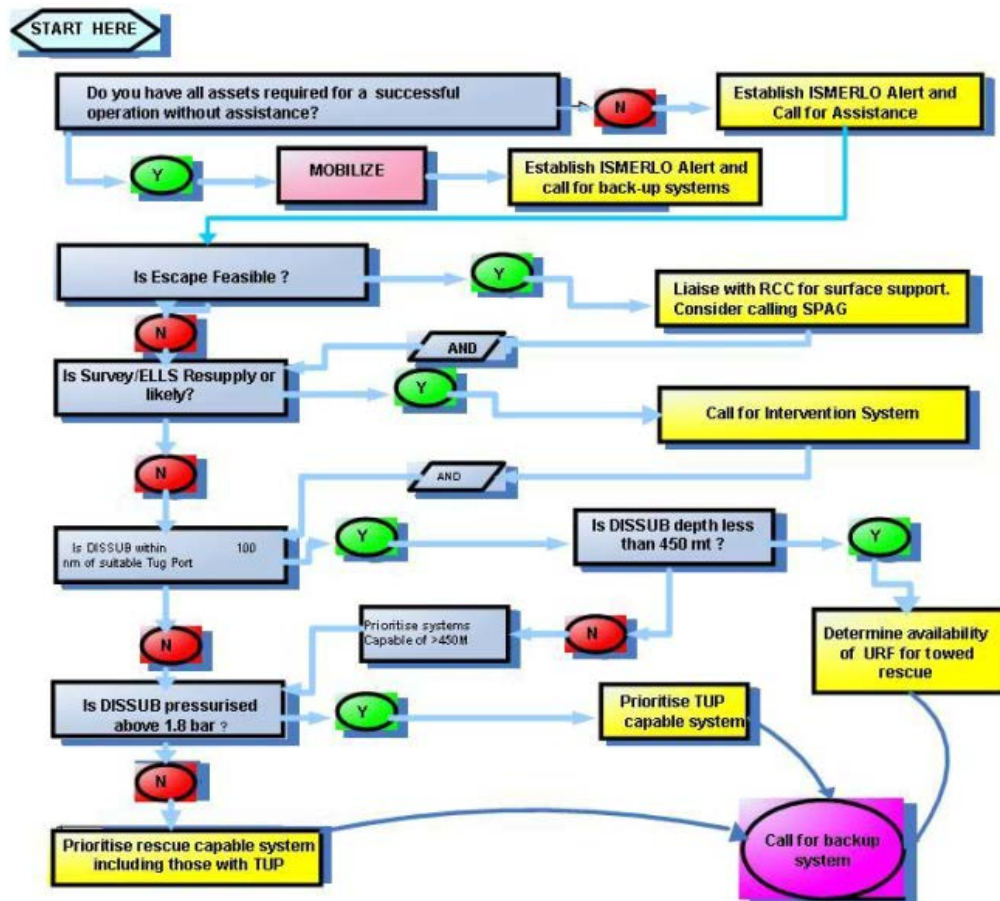 START HERE
Do you have all assets required for a successful
operation without assistance?
N
Establish ISMERLO Alert and
Call for Assistance
Y
MOBILIZE
Establish ISMERLO Alert and
call for back-up systems
Is Escape Feasible ?
Y
Liaise with RCC for surface support.
Consider calling SPAG
N
AND
Is Survey/ELLS Resupply or
likely?
Y
Call for Intervention System
N
AND
Is DISSUB within 100
nm of suitable Tug Port
Y
Is DISSUB depth less
than 450 mt ?
Y
N
Prioritise systems
Capable of >450M
N
Determine availability
of URF for towed
rescue
Is DISSUB pressurised
above 1.8 bar ?
Y
Prioritise TUP
capable system
N
Prioritise rescue capable system
including those with TUP
Call for backup
system